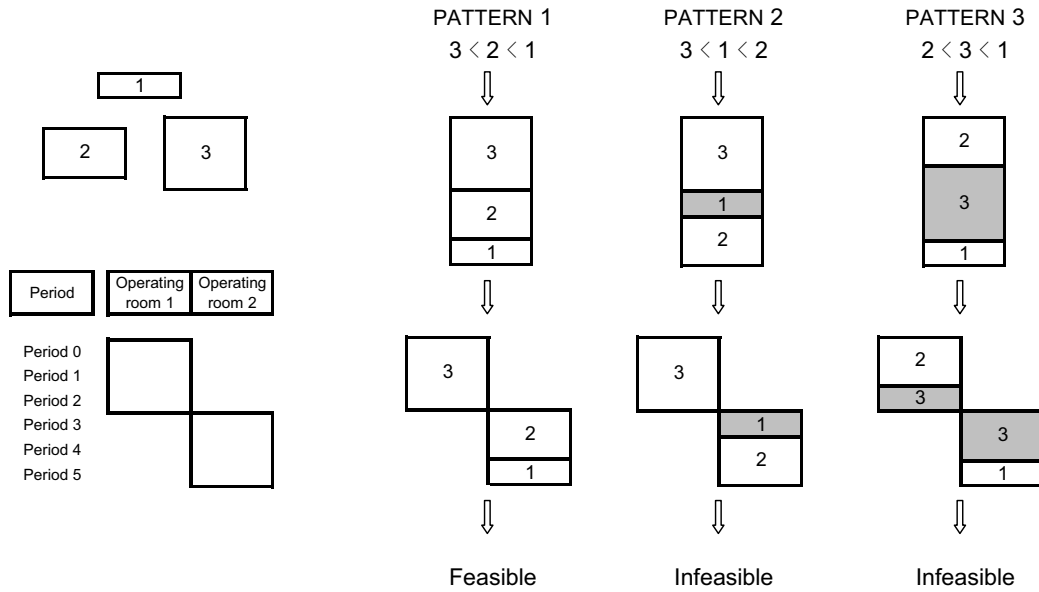 PATTERN 1
3 < 2 < 1
3
2
1
3
2
1
Feasible
PATTERN 2
3 < 1 < 2
3
1
2
3
1
2
Infeasible
PATTERN 3
2 < 3 < 1
2
3
1
2
3
3
1
Infeasible
1
2
3
Period
Operating
room 1
Operating
room 2
Period 0
Period 1
Period 2
Period 3
Period 4
Period 5